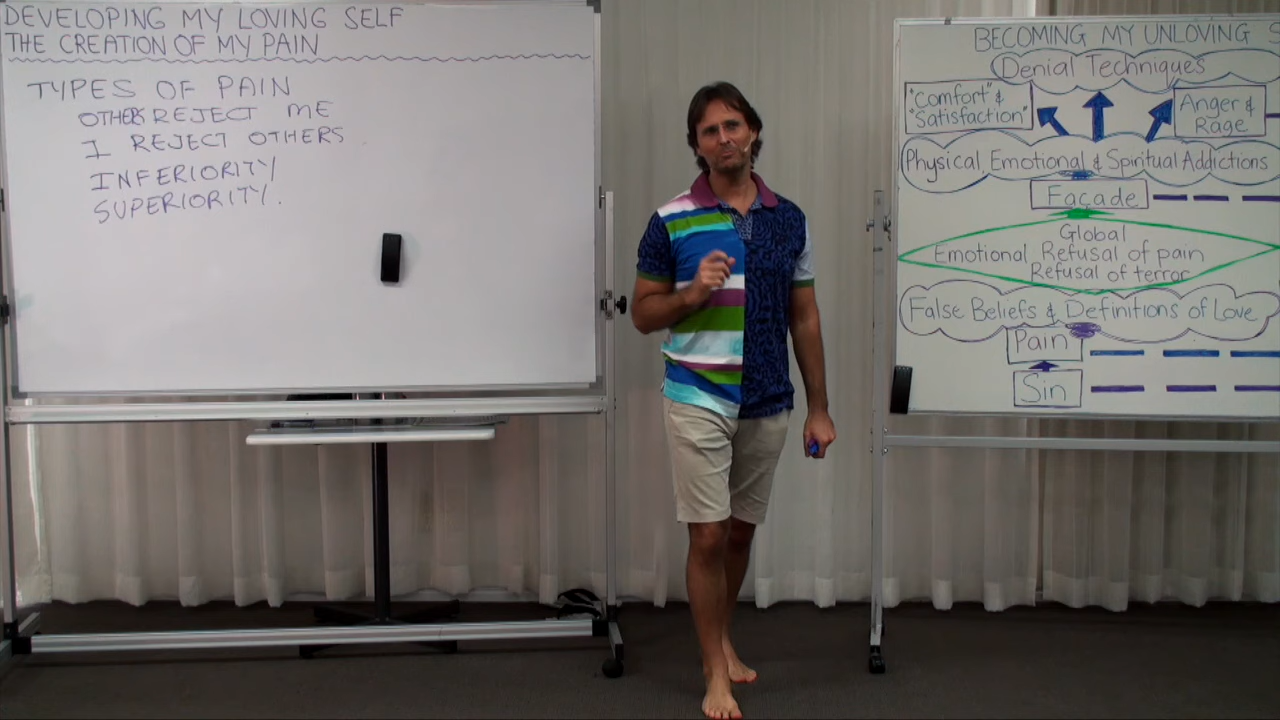 DEVELOPING MY LOVING SELF
THE CREATION OF MY PAIN
TYPES OF PAIN
OTHERS REJECT ME
I REJECT OTHERS
INFERIORITY
SUPERIORITY.
BECOMING MY UNLOVING S
Denial Techniques
"Comfort" &
"Satisfaction"
Anger &
Rage
Physical Emotional & Spiritual Addictions
Façade
Global
Emotional Refusal of pain
Refusal of terror
False Beliefs & Definitions of Love
Pain
Sin